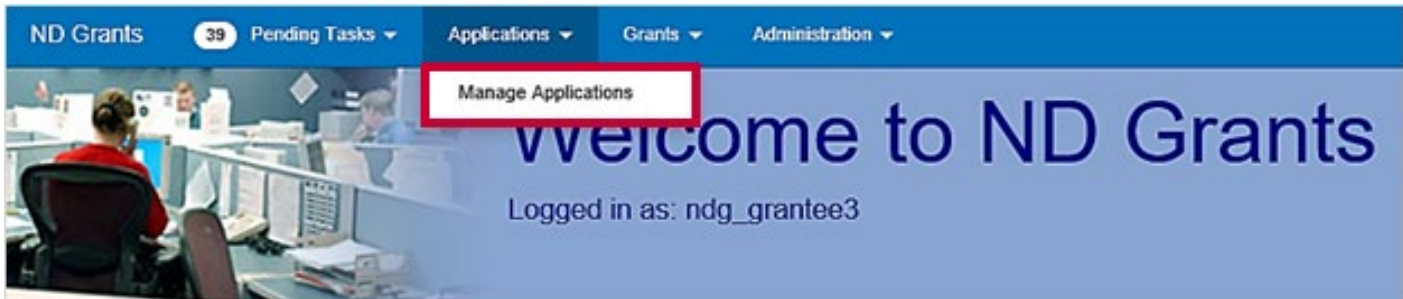 ND Grants 39 Pending Tasks Applications Grants Administration
Manage Applications
Welcome to ND Grants
Logged in as: ndg_grantee3